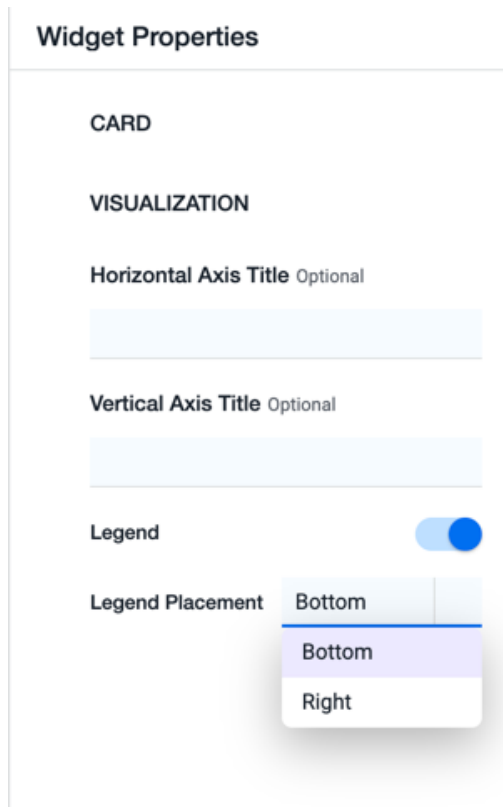 Widget Properties
CARD
VISUALIZATION
Horizontal Axis Title Optional
Vertical Axis Title Optional
Legend
Legend Placement Bottom
Bottom
Right